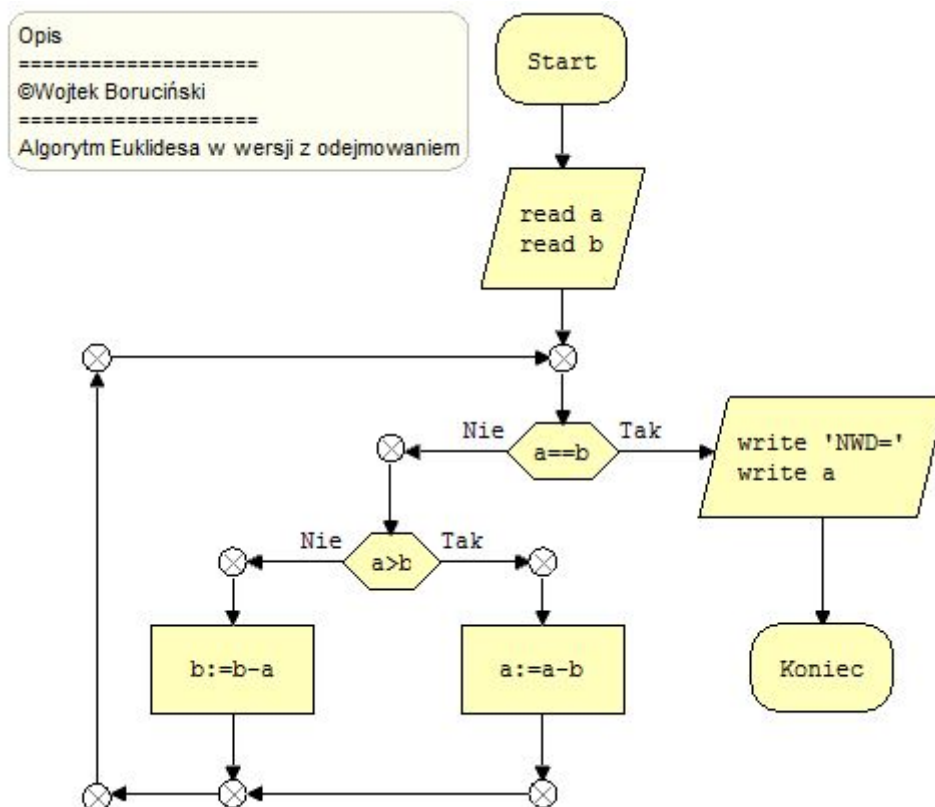 Opis
=====================
©Wojtek Boruciński
=====================
Algorytm Euklidesa w wersji z odejmowaniem
Start
read a
read b
a==b
Nie
Tak
write 'NWD='
write a
a>b
Nie
Tak
b:=b-a
a:=a-b
Koniec